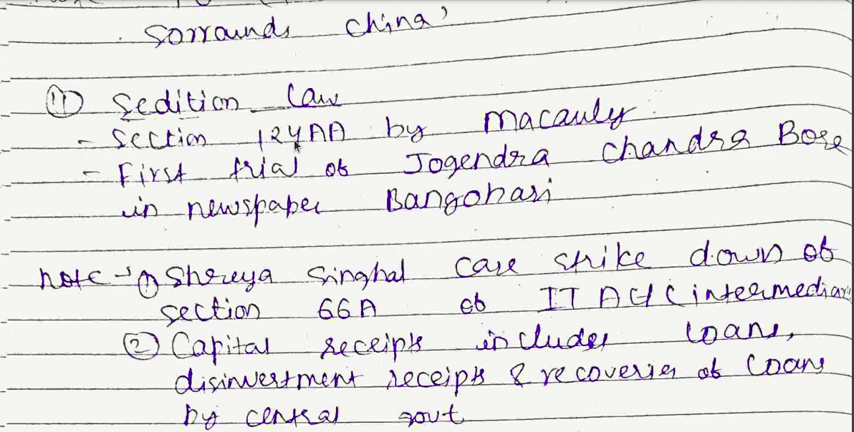 Sorraunds China'
⑪ Sedition Law
- Section 124AA by Macauly
- First trial of Jogendra Chandra Bose
in newspaper Bangobasi
note → ① Shreya Singhal case strike down of
section 66A of IT Act (intermediary
② Capital receipts includes loans,
disinvestment receipts & recoveries of loans
by central govt